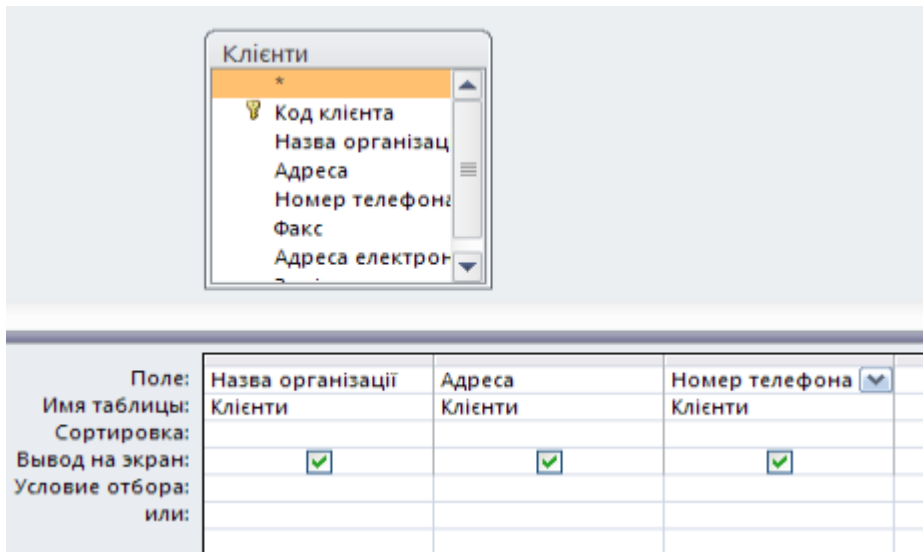 Клієнти
*
Код клієнта
Назва організац
Адреса
Номер телефона
Факс
Адреса електрон
Поле: Назва організації Адреса Номер телефона
Имя таблицы: Клієнти Клієнти Клієнти
Сортировка:
Вывод на экран:
Условие отбора:
или: